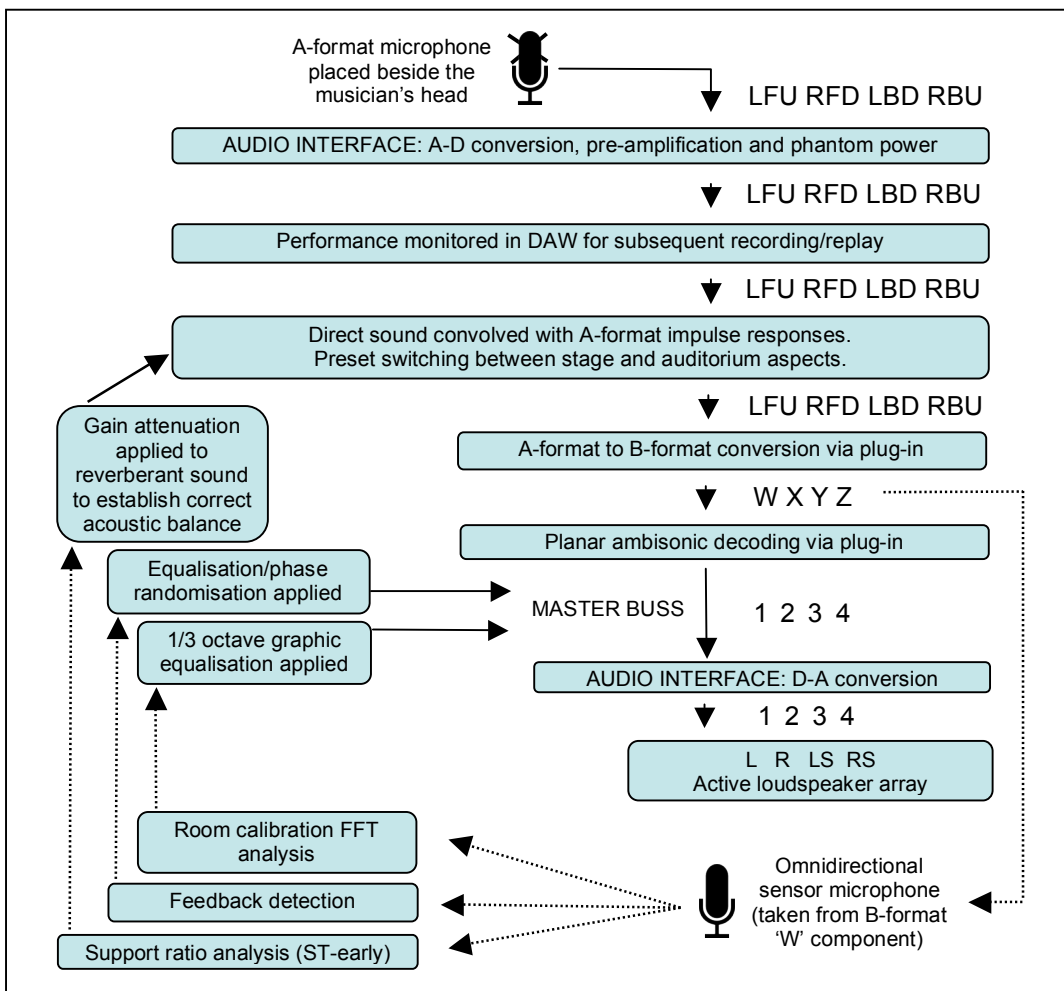 A-format microphone
placed beside the
musician's head
LFU RFD LBD RBU
AUDIO INTERFACE: A-D conversion, pre-amplification and phantom power
LFU RFD LBD RBU
Performance monitored in DAW for subsequent recording/replay
LFU RFD LBD RBU
Direct sound convolved with A-format impulse responses.
Preset switching between stage and auditorium aspects.
LFU RFD LBD RBU
Gain attenuation
applied to
reverberant sound
to establish correct
acoustic balance
A-format to B-format conversion via plug-in
W X Y Z
Planar ambisonic decoding via plug-in
Equalisation/phase
randomisation applied
MASTER BUSS
1 2 3 4
1/3 octave graphic
equalisation applied
AUDIO INTERFACE: D-A conversion
1 2 3 4
L R LS RS
Active loudspeaker array
Room calibration FFT
analysis
Feedback detection
Support ratio analysis (ST-early)
Omnidirectional
sensor microphone
(taken from B-format
‘W’ component)